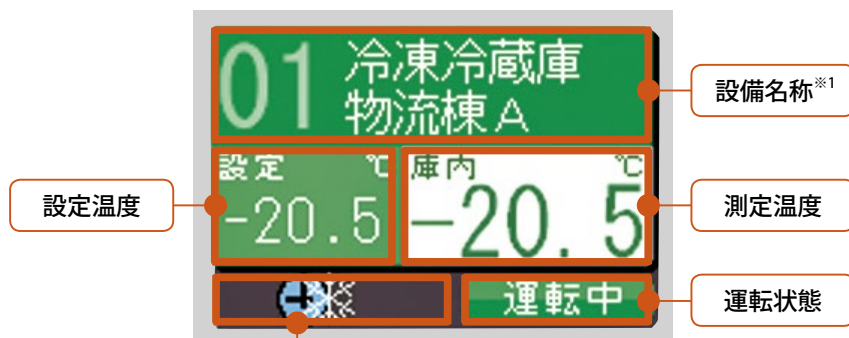 01 冷凍冷蔵庫
物流棟A
設備名称※1
設定 ℃
庫内 ℃
設定温度
-20.5
-20.5
測定温度
運転中
運転状態